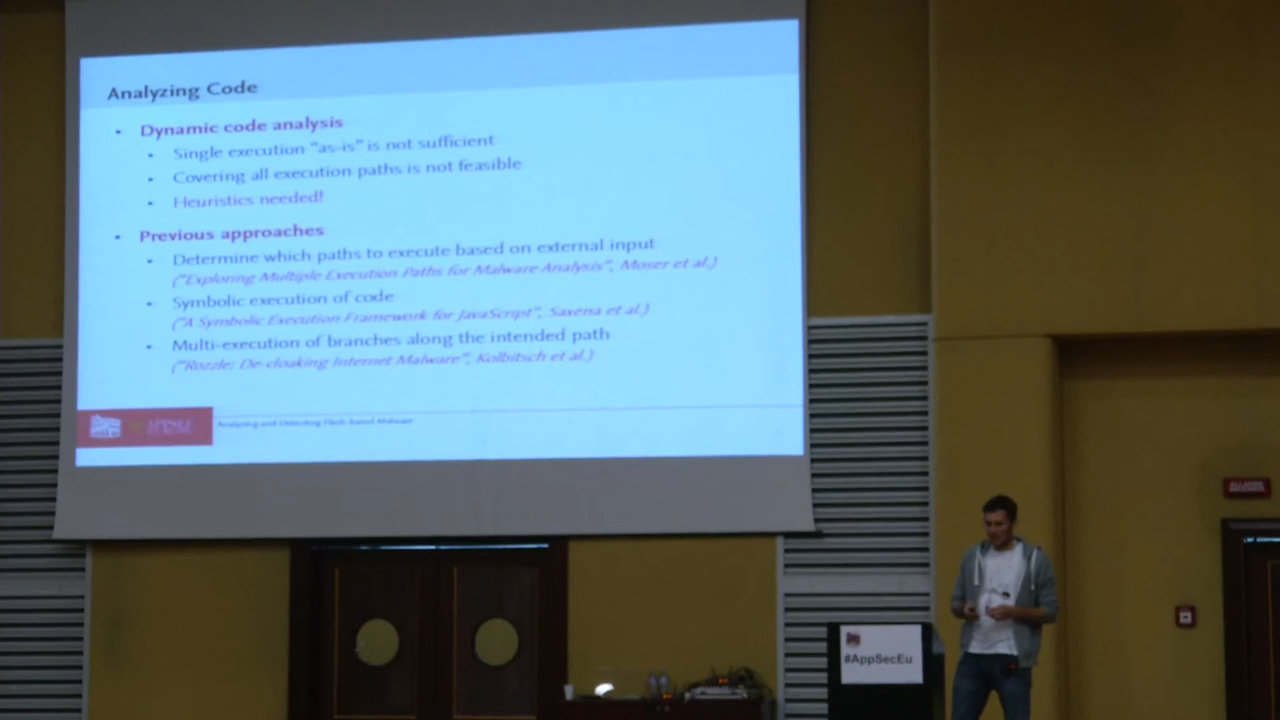 Analyzing Code
• Dynamic code analysis
• Single execution "as-is" is not sufficient
• Covering all execution paths is not feasible
• Heuristics needed!
• Previous approaches
• Determine which paths to execute based on external input
("Exploring Multiple Execution Paths for Malware Analysis", Moser et al.)
• Symbolic execution of code
("A Symbolic Execution Framework for JavaScript", Saxena et al.)
• Multi-execution of branches along the intended path
("Rozzle: De-cloaking Internet Malware", Kolbitsch et al.)
Analyzing and Detecting Flash-based Malware
#AppSecEu